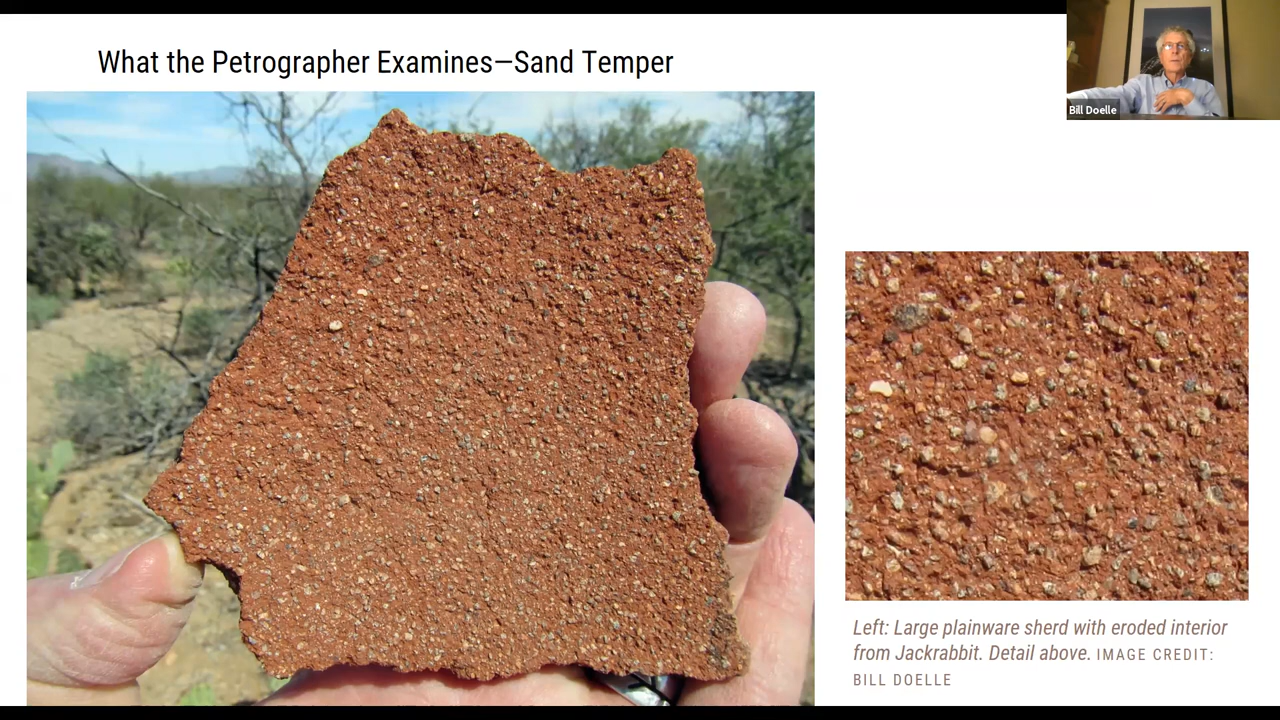 What the Petrographer Examines—Sand Temper
Bill Doelle
Left: Large plainware sherd with eroded interior
from Jackrabbit. Detail above. IMAGE CREDIT:
BILL DOELLE